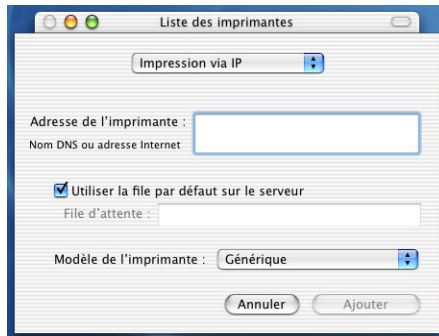 Liste des imprimantes
Impression via IP
Adresse de l'imprimante :
Nom DNS ou adresse Internet
Utiliser la file par défaut sur le serveur
File d'attente :
Modèle de l'imprimante : Générique
Annuler Ajouter